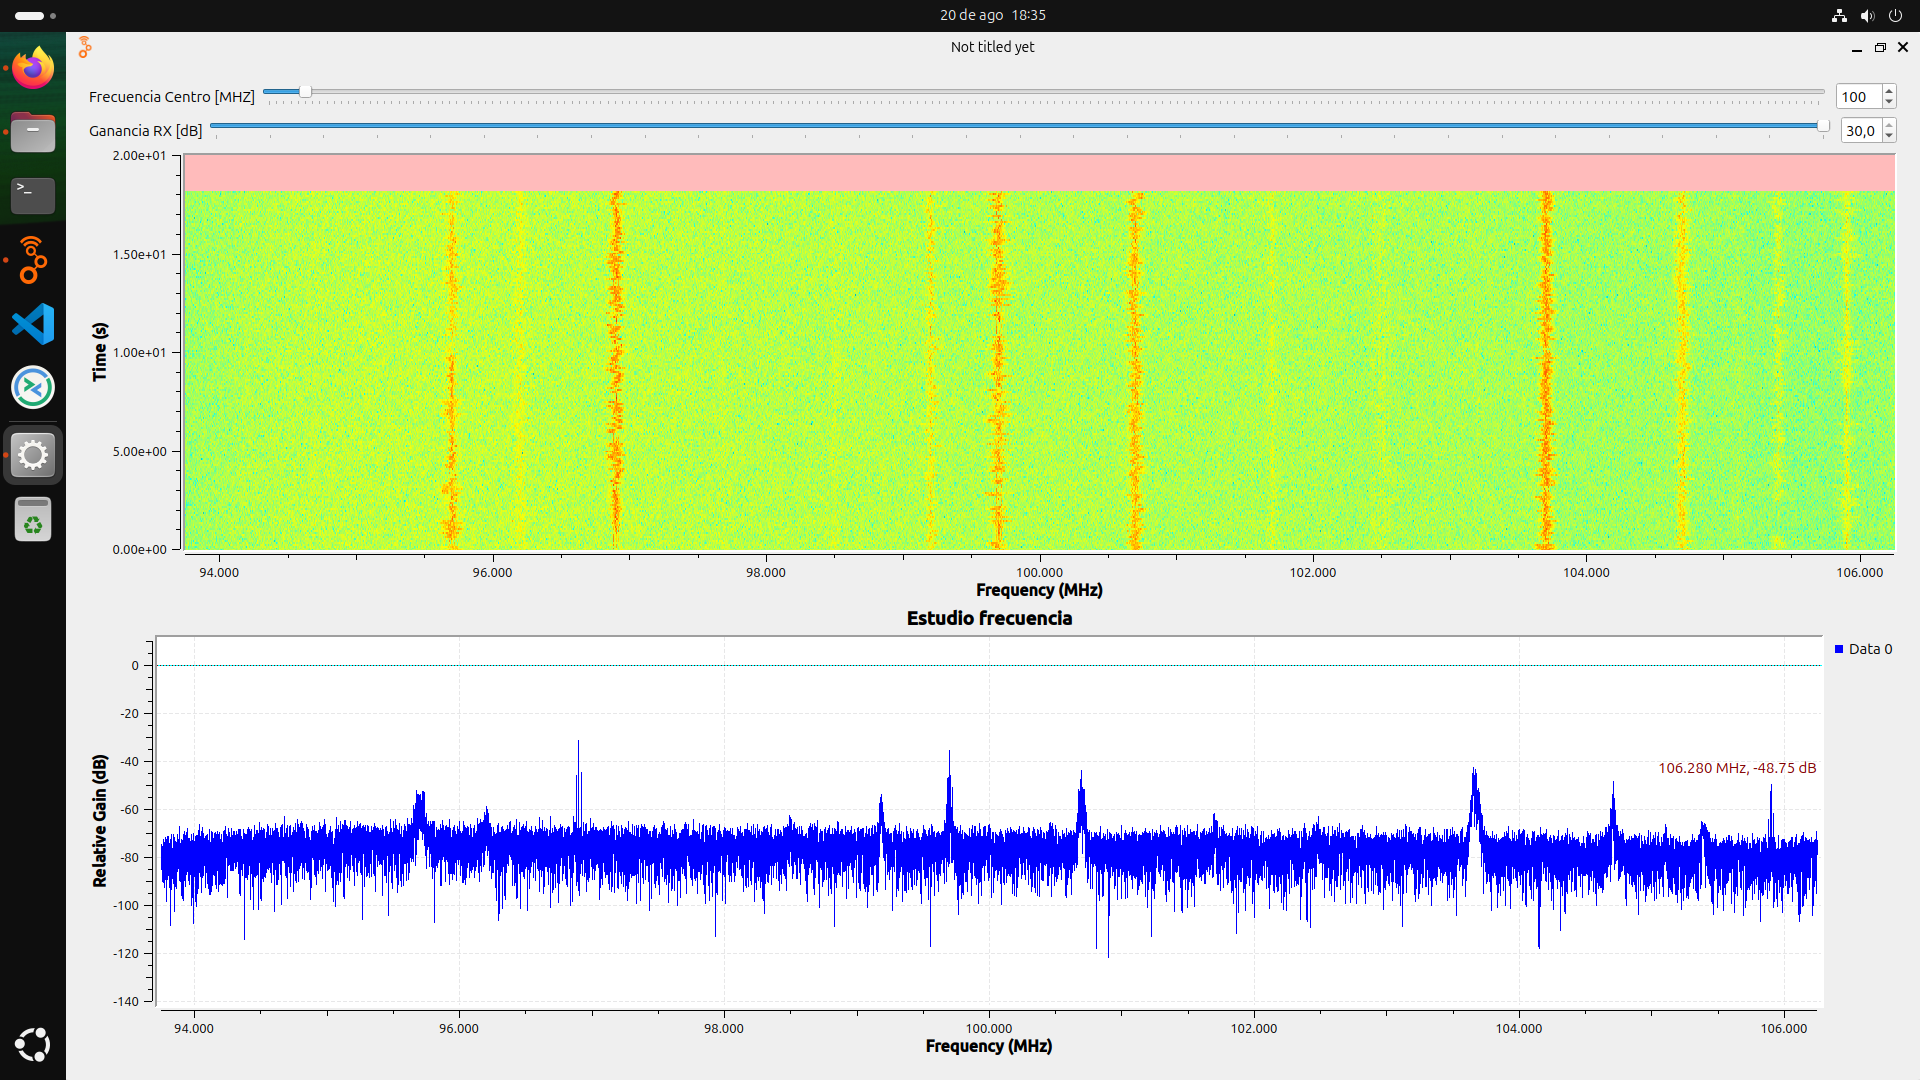 20 de ago 18:35
Not titled yet
Frecuencia Centro [MHZ]
100
Ganancia RX [dB]
30,0
2.00e+01
1.50e+01
1.00e+01
5.00e+00
0.00e+00
Time (s)
94.000 96.000 98.000 100.000 102.000 104.000 106.000
Frequency (MHz)
Estudio frecuencia
Data 0
0
-20
-40
-60
-80
-100
-120
-140
Relative Gain (dB)
106.280 MHz, -48.75 dB
94.000 96.000 98.000 100.000 102.000 104.000 106.000
Frequency (MHz)